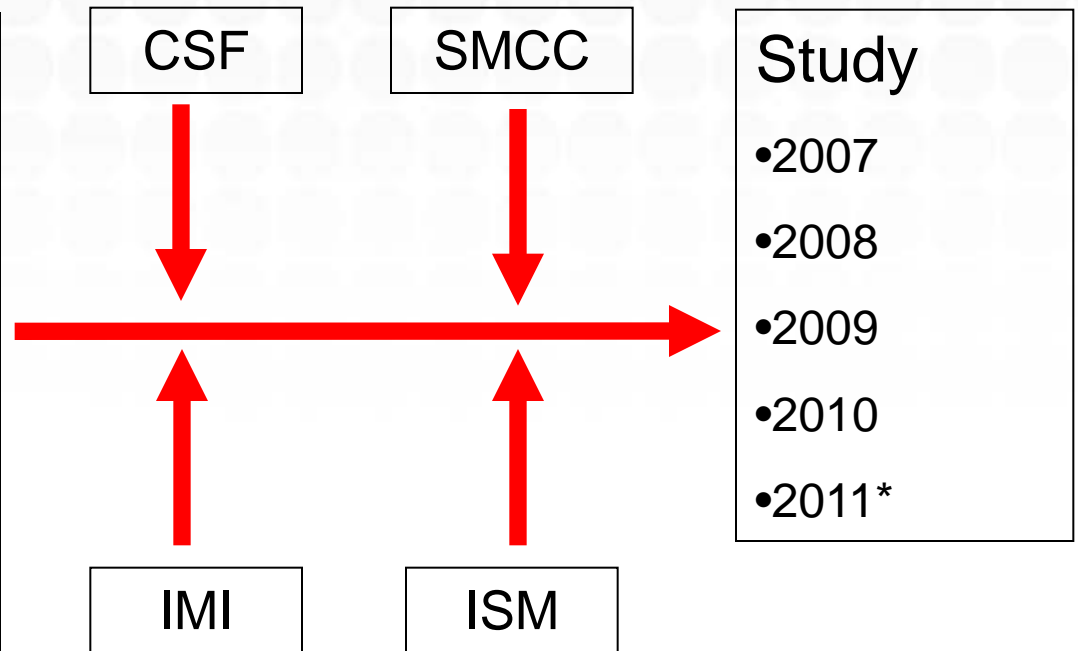 CSF
SMCC
Study
•2007
•2008
•2009
•2010
•2011*
IMI
ISM